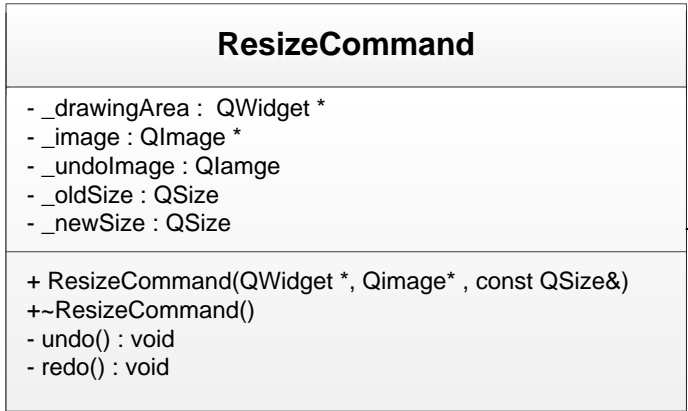 ResizeCommand
- _drawingArea :  QWidget *
- _image : QImage *
- _undoImage : QIamge
- _oldSize : QSize
- _newSize : QSize
+ ResizeCommand(QWidget *, Qimage* , const QSize&)
+~ResizeCommand()
- undo() : void
- redo() : void